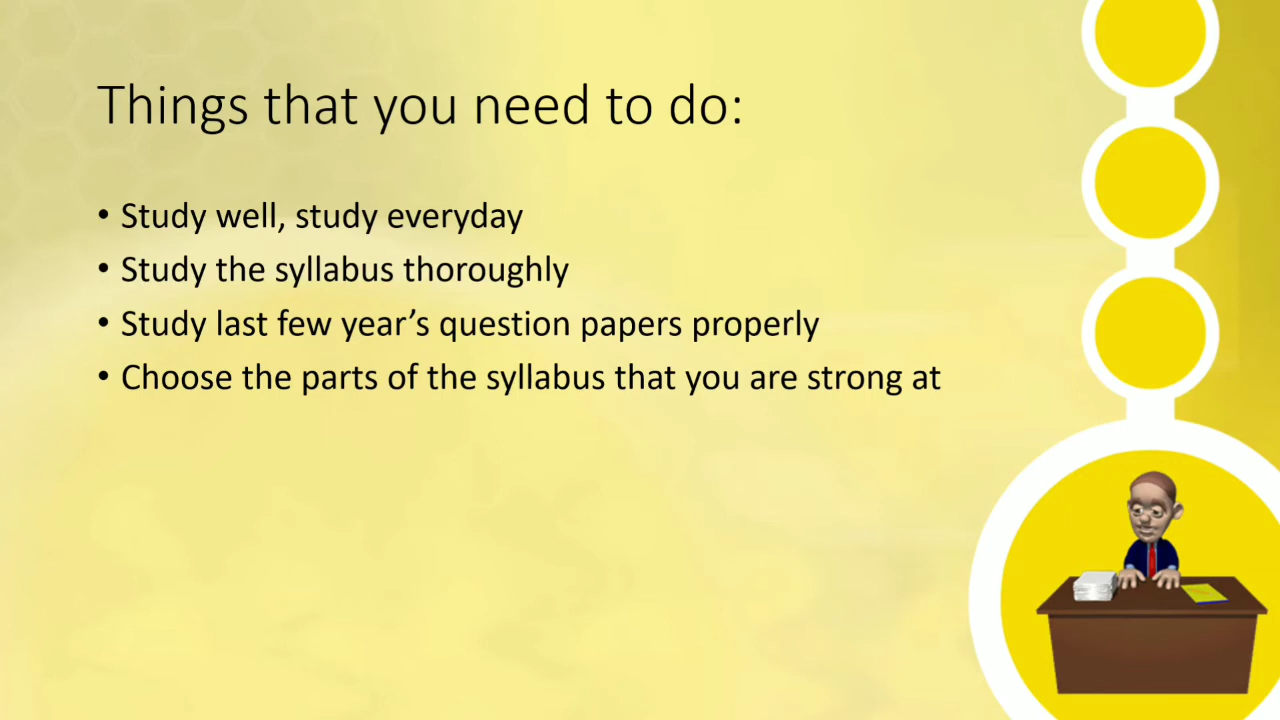 Things that you need to do:
• Study well, study everyday
• Study the syllabus thoroughly
• Study last few year’s question papers properly
• Choose the parts of the syllabus that you are strong at